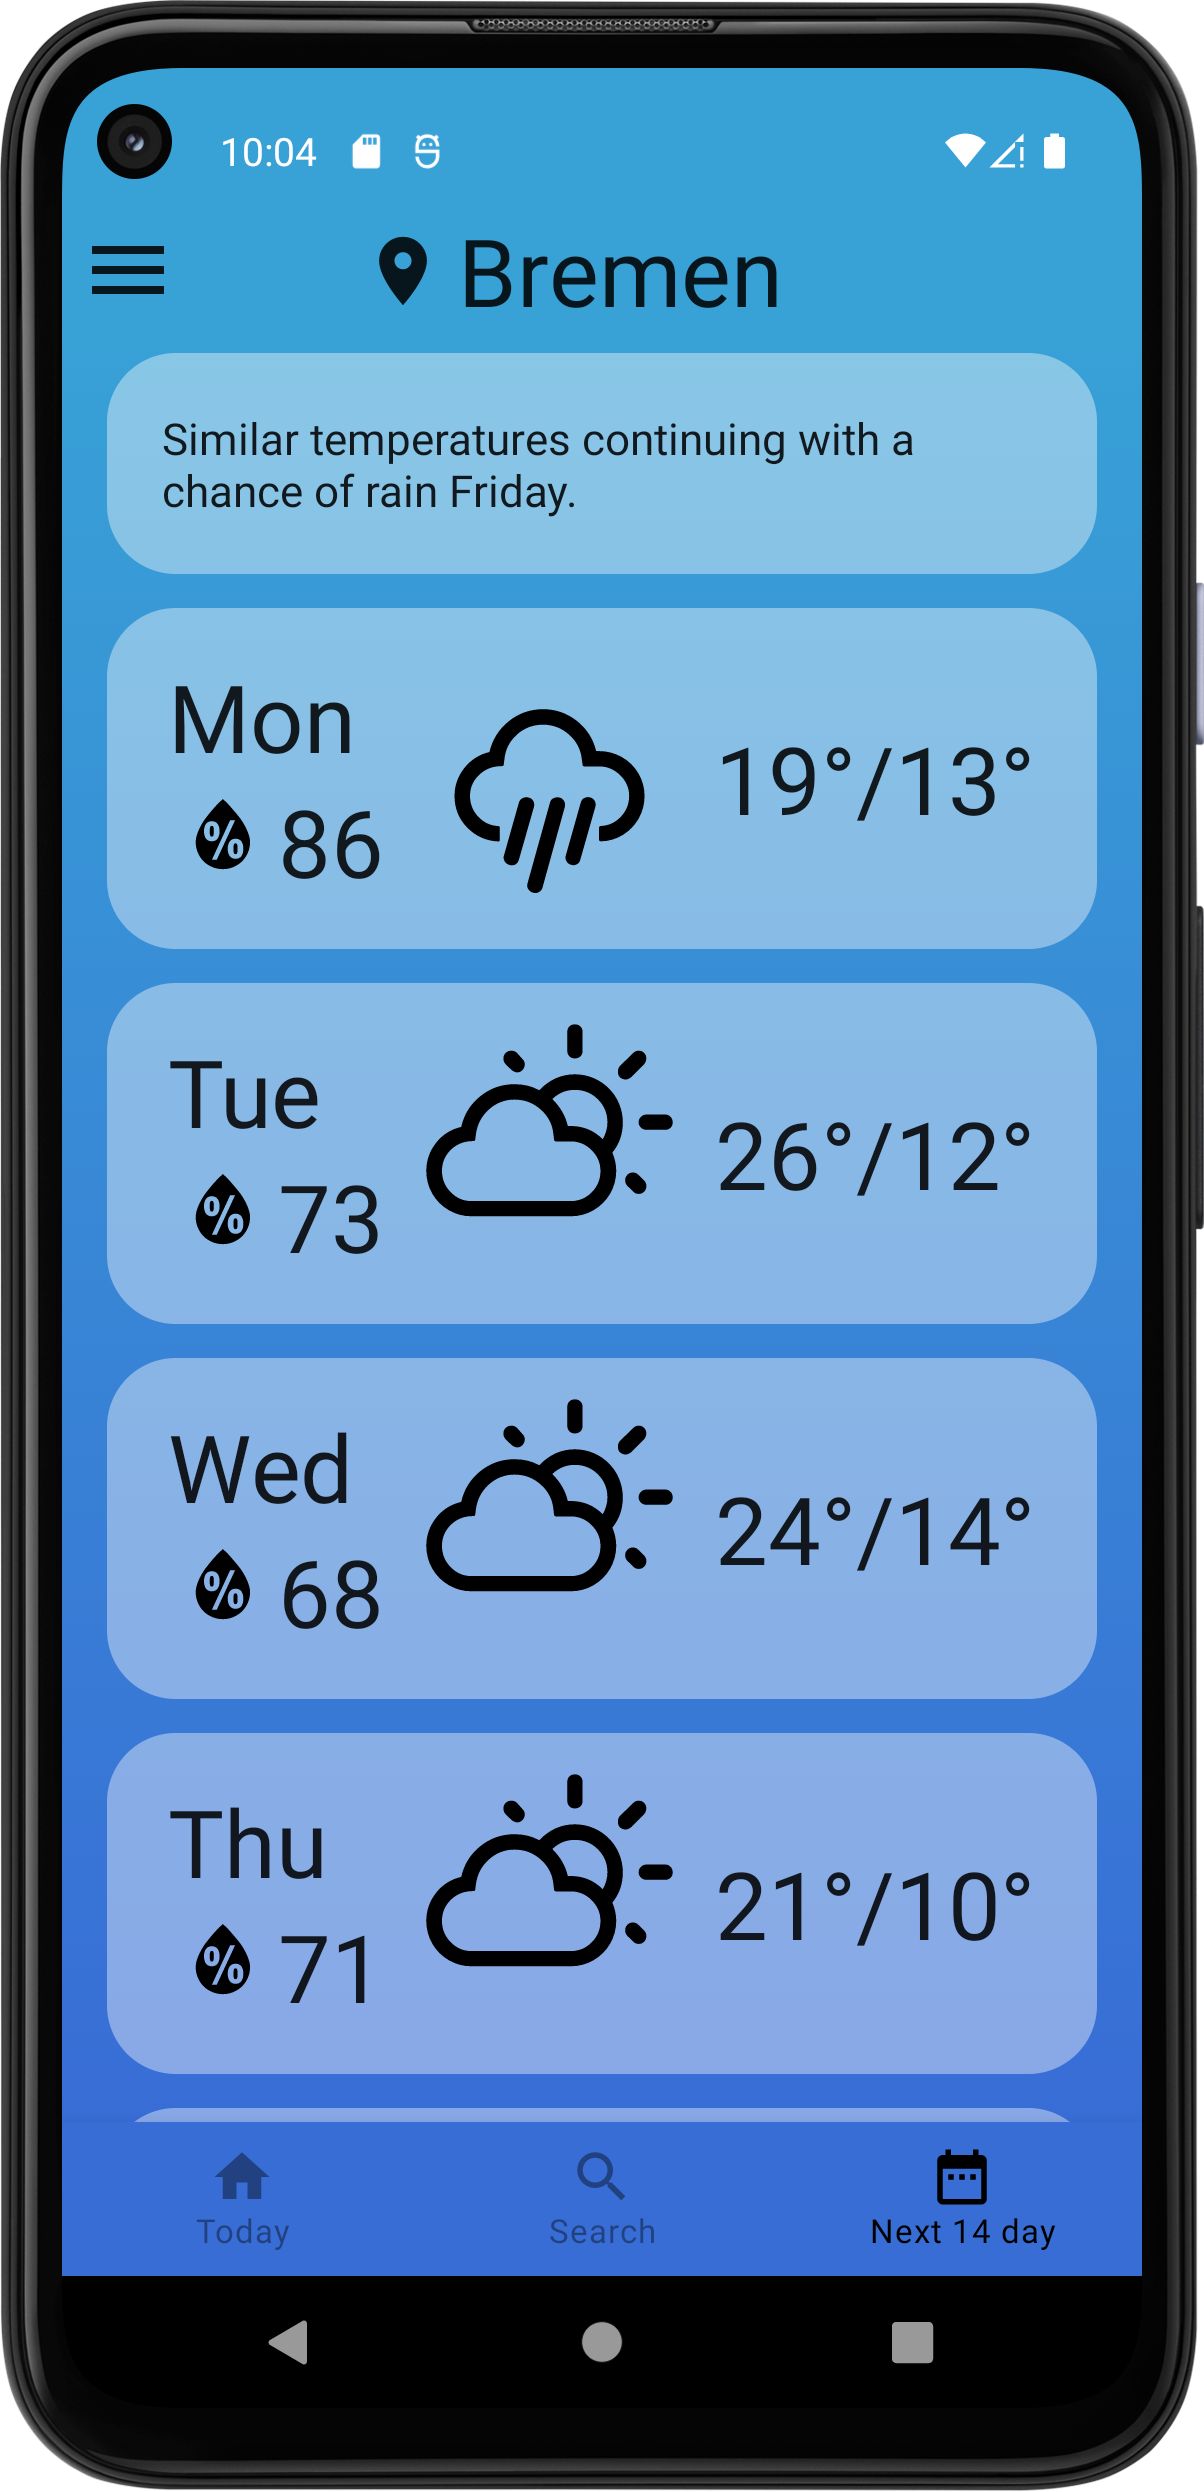 10:04
Bremen
Similar temperatures continuing with a
chance of rain Friday.
Mon
% 86
19°/13°
Tue
% 73
26°/12°
Wed
% 68
24°/14°
Thu
% 71
21°/10°
Today
Search
Next 14 day